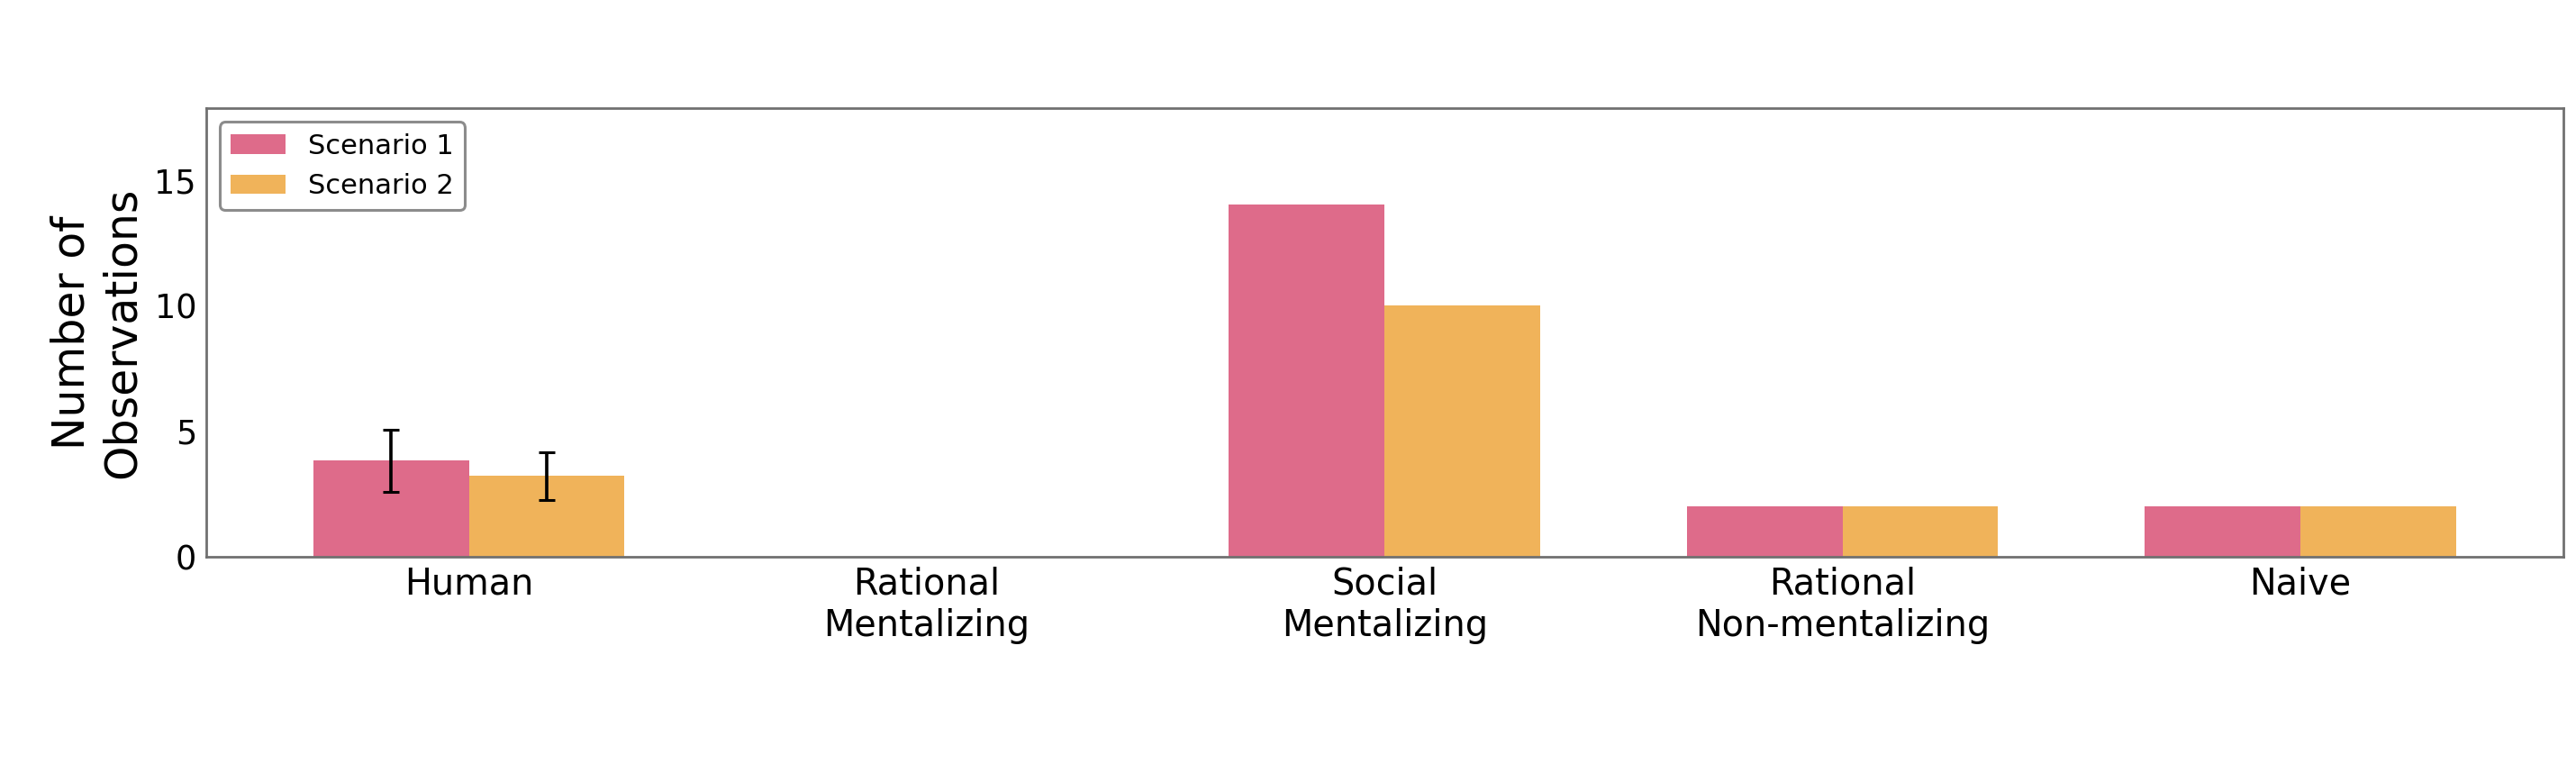 Number of
Observations
15
10
5
0
Scenario 1
Scenario 2
Human
Rational
Mentalizing
Social
Mentalizing
Rational
Non-mentalizing
Naive